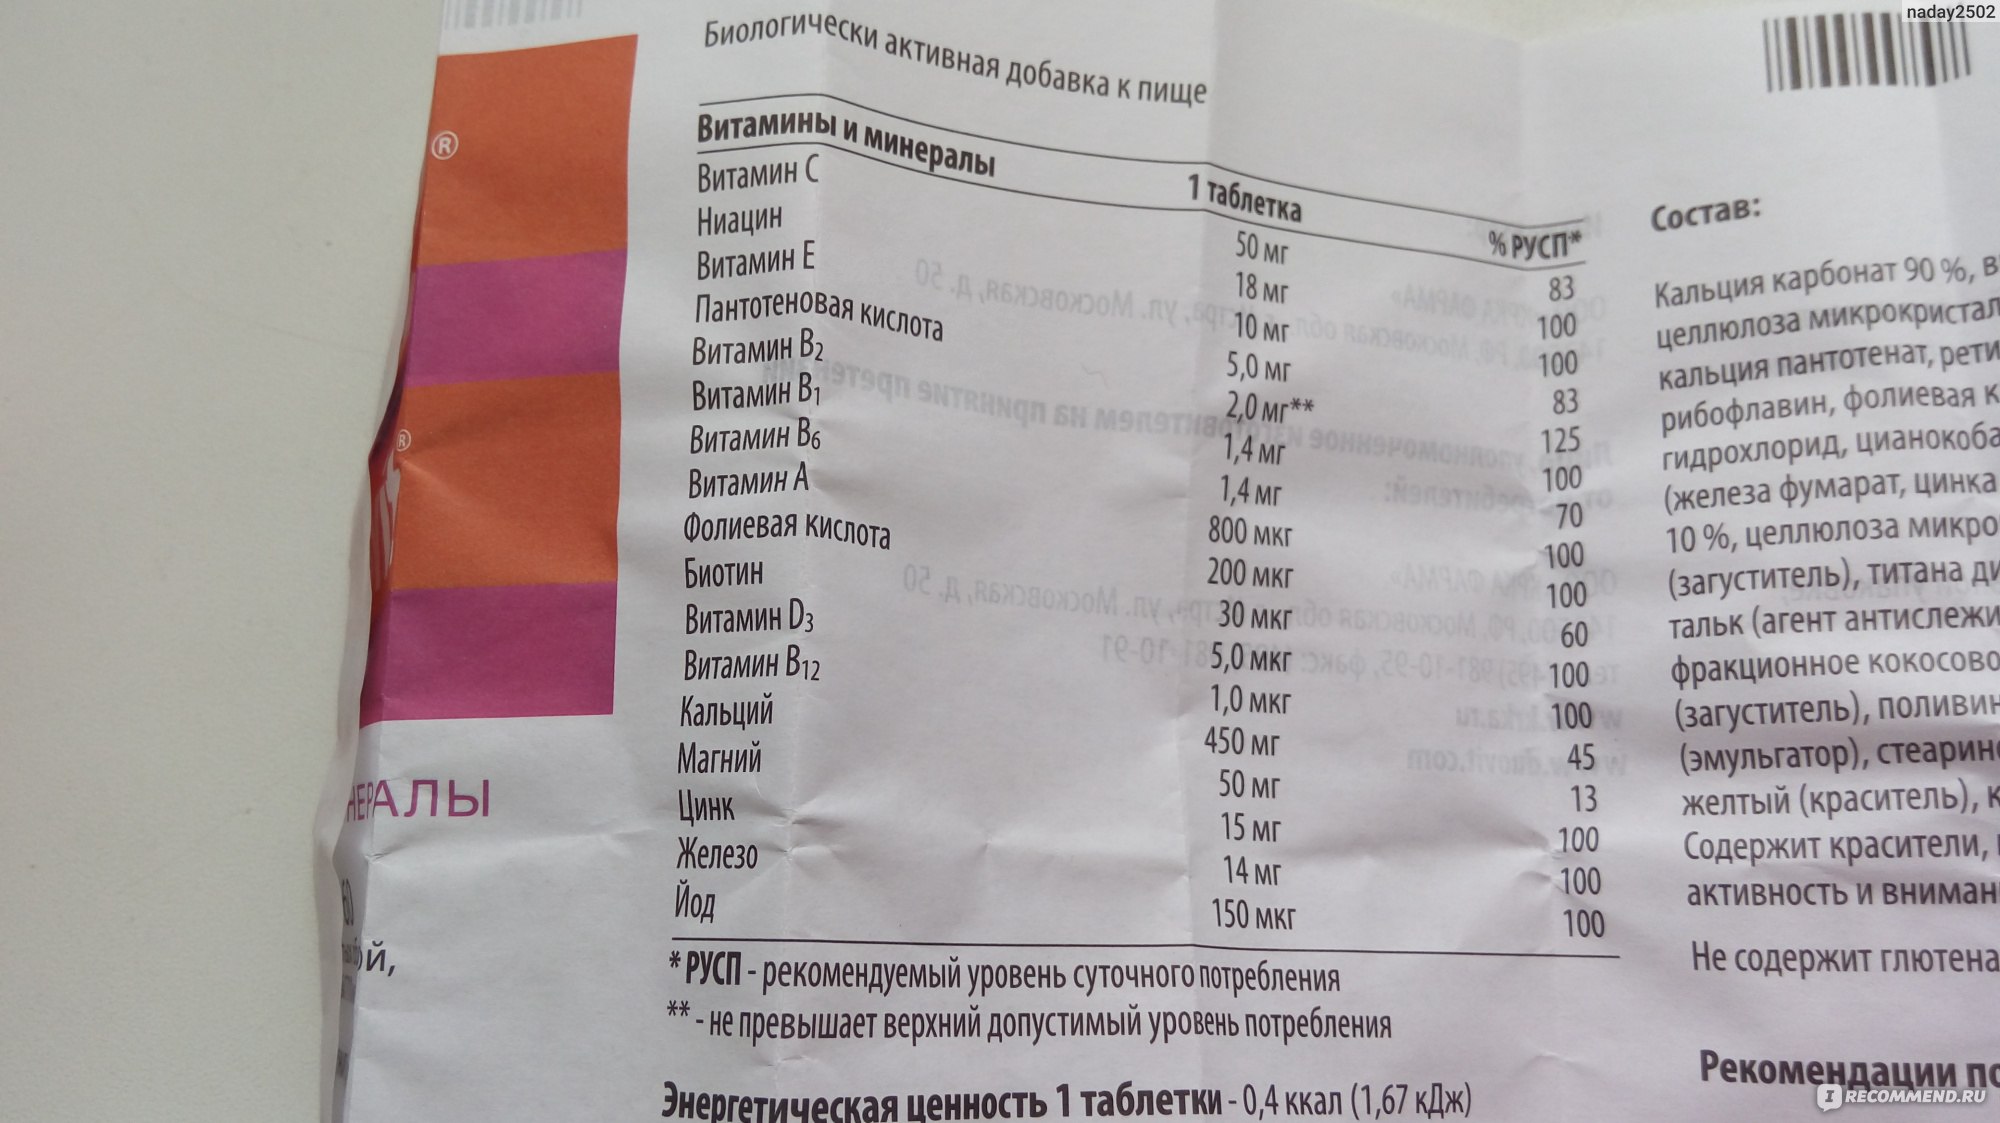 naday2502
Биологически активная добавка к пище
Витамины и минералы 1 таблетка % РУСП*
Витамин C 50 мг 83
Ниацин 18 мг 100
Витамин E 10 мг 100
Пантотеновая кислота 5,0 мг 83
Витамин B2 2,0 мг** 125
Витамин B1 1,4 мг 100
Витамин B6 1,4 мг 70
Витамин A 800 мкг 100
Фолиевая кислота 200 мкг 100
Биотин 30 мкг 60
Витамин D3 5,0 мкг 100
Витамин B12 1,0 мкг 100
Кальций 450 мг 45
Магний 50 мг 13
Цинк 15 мг 100
Железо 14 мг 100
Йод 150 мкг 100
* РУСП - рекомендуемый уровень суточного потребления
** - не превышает верхний допустимый уровень потребления
Энергетическая ценность 1 таблетки - 0,4 ккал (1,67 кДж)
Состав:
Кальция карбонат 90 %, в
целлюлоза микрокристал
кальция пантотенат, рети
рибофлавин, фолиевая к
гидрохлорид, цианокоба
(железа фумарат, цинка
10 %, целлюлоза микро
(загуститель), титана ди
тальк (агент антислежи
фракционное кокосово
(загуститель), поливин
(эмульгатор), стеарино
желтый (краситель), к
Содержит красители,
активность и вниман
Не содержит глютена
Рекомендации по
®
®
НЕРАЛЫ
60
ой,
IRECOMMEND.RU